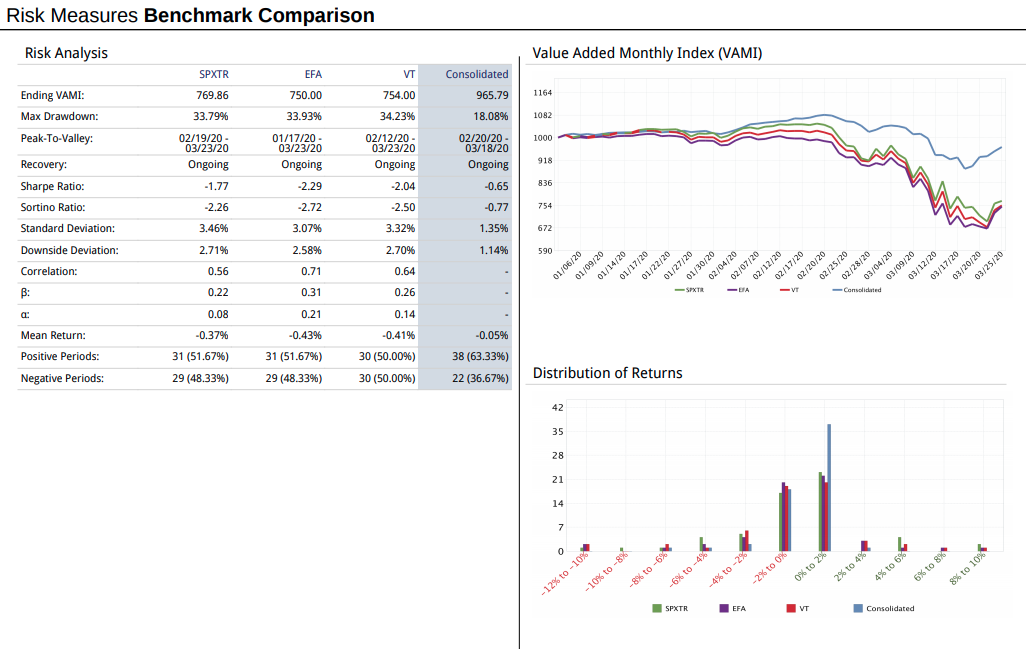 Risk Measures Benchmark Comparison
Risk Analysis
SPXTR EFA VT Consolidated
Ending VAMI: 769.86 750.00 754.00 965.79
Max Drawdown: 33.79% 33.93% 34.23% 18.08%
Peak-To-Valley: 02/19/20 - 01/17/20 - 02/12/20 - 02/20/20 -
03/23/20 03/23/20 03/23/20 03/18/20
Recovery: Ongoing Ongoing Ongoing Ongoing
Sharpe Ratio: -1.77 -2.29 -2.04 -0.65
Sortino Ratio: -2.26 -2.72 -2.50 -0.77
Standard Deviation: 3.46% 3.07% 3.32% 1.35%
Downside Deviation: 2.71% 2.58% 2.70% 1.14%
Correlation: 0.56 0.71 0.64 -
β: 0.22 0.31 0.26 -
α: 0.08 0.21 0.14 -
Mean Return: -0.37% -0.43% -0.41% -0.05%
Positive Periods: 31 (51.67%) 31 (51.67%) 30 (50.00%) 38 (63.33%)
Negative Periods: 29 (48.33%) 29 (48.33%) 30 (50.00%) 22 (36.67%)
Value Added Monthly Index (VAMI)
1164
1082
1000
918
836
754
672
590
01/06/20 01/09/20 01/14/20 01/17/20 01/22/20 01/27/20 01/30/20 02/04/20 02/07/20 02/12/20 02/17/20 02/20/20 02/25/20 02/28/20 03/04/20 03/09/20 03/12/20 03/17/20 03/20/20 03/25/20
SPXTR EFA VT Consolidated
Distribution of Returns
42
35
28
21
14
7
0
−12% to −10% −10% to −8% −8% to −6% −6% to −4% −4% to −2% −2% to 0% 0% to 2% 2% to 4% 4% to 6% 6% to 8% 8% to 10%
SPXTR EFA VT Consolidated